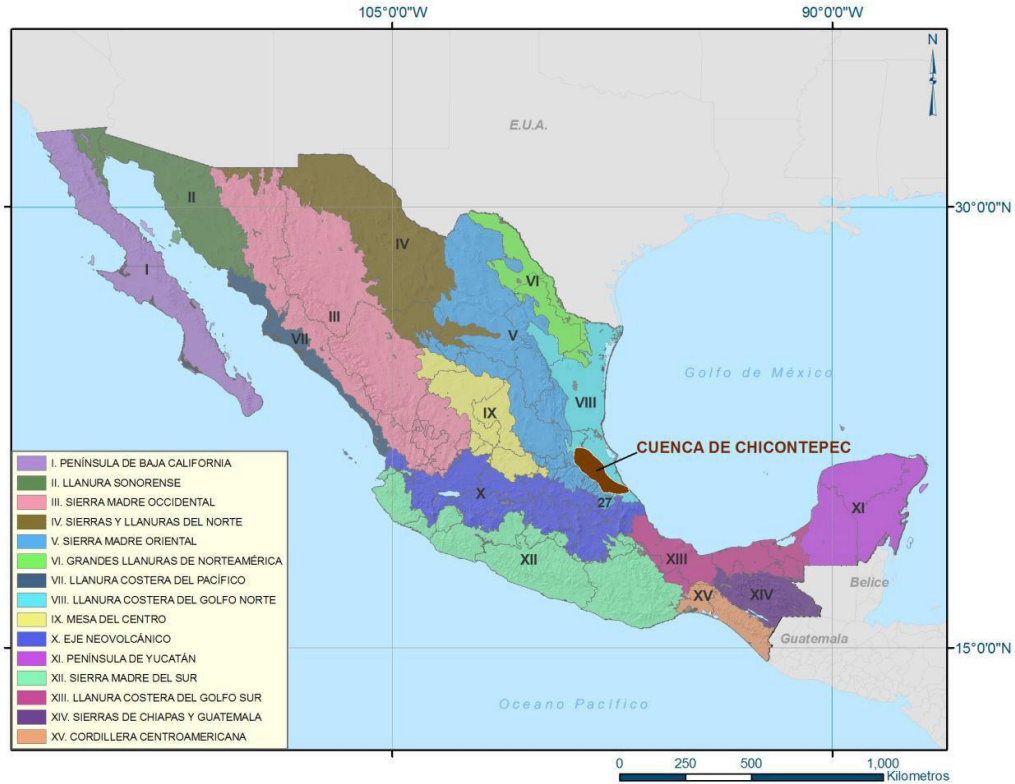 105°0'0"W
90°0'0"W
N
E.U.A.
30°0'0"N
II
I
IV
VI
III
VII
V
Golfo de México
VIII
IX
CUENCA DE CHICONTEPEC
27
X
XI
XII
XIII
XV
XIV
Belice
Guatemala
15°0'0"N
Oceano Pacífico
I. PENÍNSULA DE BAJA CALIFORNIA
II. LLANURA SONORENSE
III. SIERRA MADRE OCCIDENTAL
IV. SIERRAS Y LLANURAS DEL NORTE
V. SIERRA MADRE ORIENTAL
VI. GRANDES LLANURAS DE NORTEAMÉRICA
VII. LLANURA COSTERA DEL PACÍFICO
VIII. LLANURA COSTERA DEL GOLFO NORTE
IX. MESA DEL CENTRO
X. EJE NEOVOLCÁNICO
XI. PENÍNSULA DE YUCATÁN
XII. SIERRA MADRE DEL SUR
XIII. LLANURA COSTERA DEL GOLFO SUR
XIV. SIERRAS DE CHIAPAS Y GUATEMALA
XV. CORDILLERA CENTROAMERICANA
0 250 500 1,000
Kilometros